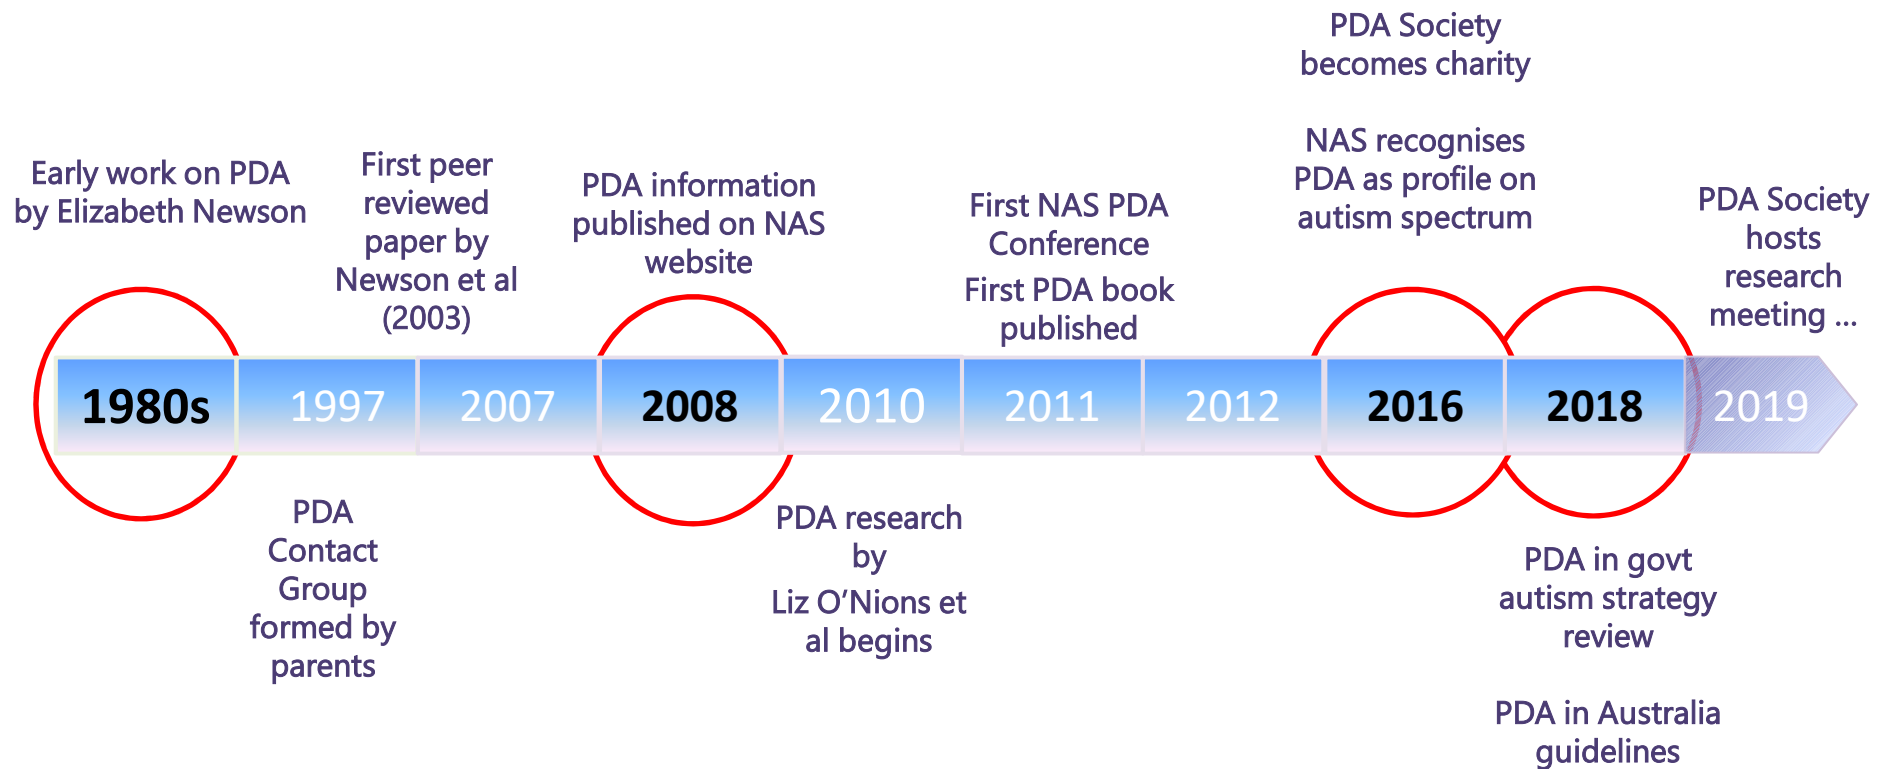 PDA Society
becomes charity
NAS recognises
PDA as profile on
autism spectrum
Early work on PDA
by Elizabeth Newson
First peer
reviewed
paper by
Newson et al
(2003)
PDA information
published on NAS
website
First NAS PDA
Conference
First PDA book
published
PDA Society
hosts
research
meeting ...
1980s
1997
2007
2008
2010
2011
2012
2016
2018
2019
PDA
Contact
Group
formed by
parents
PDA research
by
Liz O’Nions et
al begins
PDA in govt
autism strategy
review
PDA in Australia
guidelines